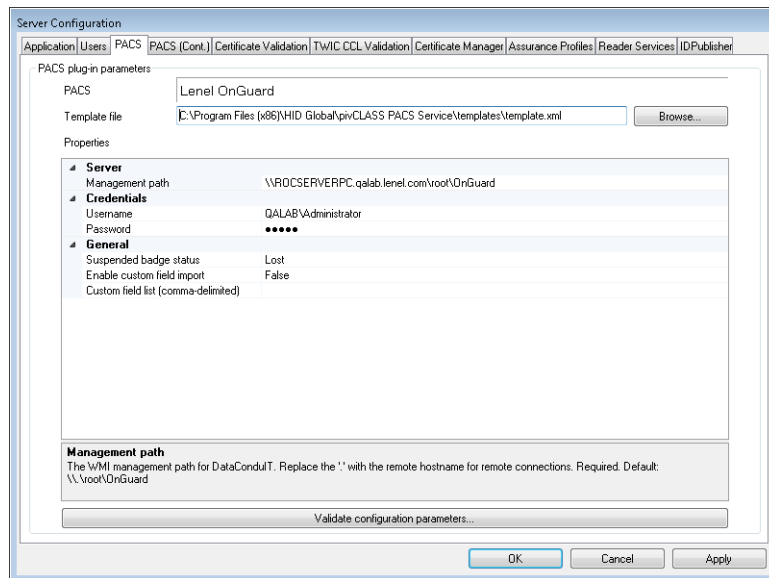 Server Configuration
Application Users PACS PACS (Cont.) Certificate Validation TWIC CCL Validation Certificate Manager Assurance Profiles Reader Services IDPublisher
PACS plug-in parameters
PACS Lenel OnGuard
Template file C:\Program Files (x86)\HID Global\pivCLASS PACS Service\templates\template.xml Browse...
Properties
Server
Management path \\ROCSERVERPC.qalab.lenel.com\root\OnGuard
Credentials
Username QALAB\Administrator
Password ●●●●●
General
Suspended badge status Lost
Enable custom field import False
Custom field list (comma-delimited)
Management path
The WMI management path for DataConduIT. Replace the '.' with the remote hostname for remote connections. Required. Default:
\\.\root\OnGuard
Validate configuration parameters...
OK Cancel Apply